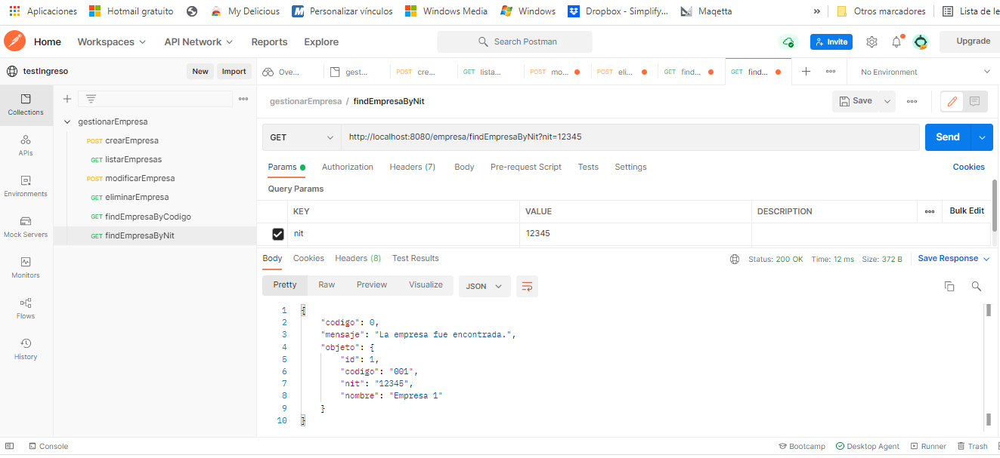 Aplicaciones Hotmail gratuito My Delicious Personalizar vínculos Windows Media Windows Dropbox - Simplify... Maqetta » Otros marcadores Lista de le
Home Workspaces API Network Reports Explore Search Postman Invite Upgrade
testIngreso New Import Ove... gest... POST cre... GET lista... POST mo... POST eli... GET find... GET find... No Environment
Collections
APIs
Environments
Mock Servers
Monitors
Flows
History
gestionarEmpresa
POST crearEmpresa
GET listarEmpresas
POST modificarEmpresa
GET eliminarEmpresa
GET findEmpresaByCodigo
GET findEmpresaByNit
gestionarEmpresa / findEmpresaByNit Save
GET http://localhost:8080/empresa/findEmpresaByNit?nit=12345 Send
Params Authorization Headers (7) Body Pre-request Script Tests Settings Cookies
Query Params
KEY VALUE DESCRIPTION Bulk Edit
nit 12345
Body Cookies Headers (8) Test Results Status: 200 OK Time: 12 ms Size: 372 B Save Response
Pretty Raw Preview Visualize JSON
1 {
2 "codigo": 0,
3 "mensaje": "La empresa fue encontrada.",
4 "objeto": {
5 "id": 1,
6 "codigo": "001",
7 "nit": "12345",
8 "nombre": "Empresa 1"
9 }
10 }
Console Bootcamp Desktop Agent Runner Trash